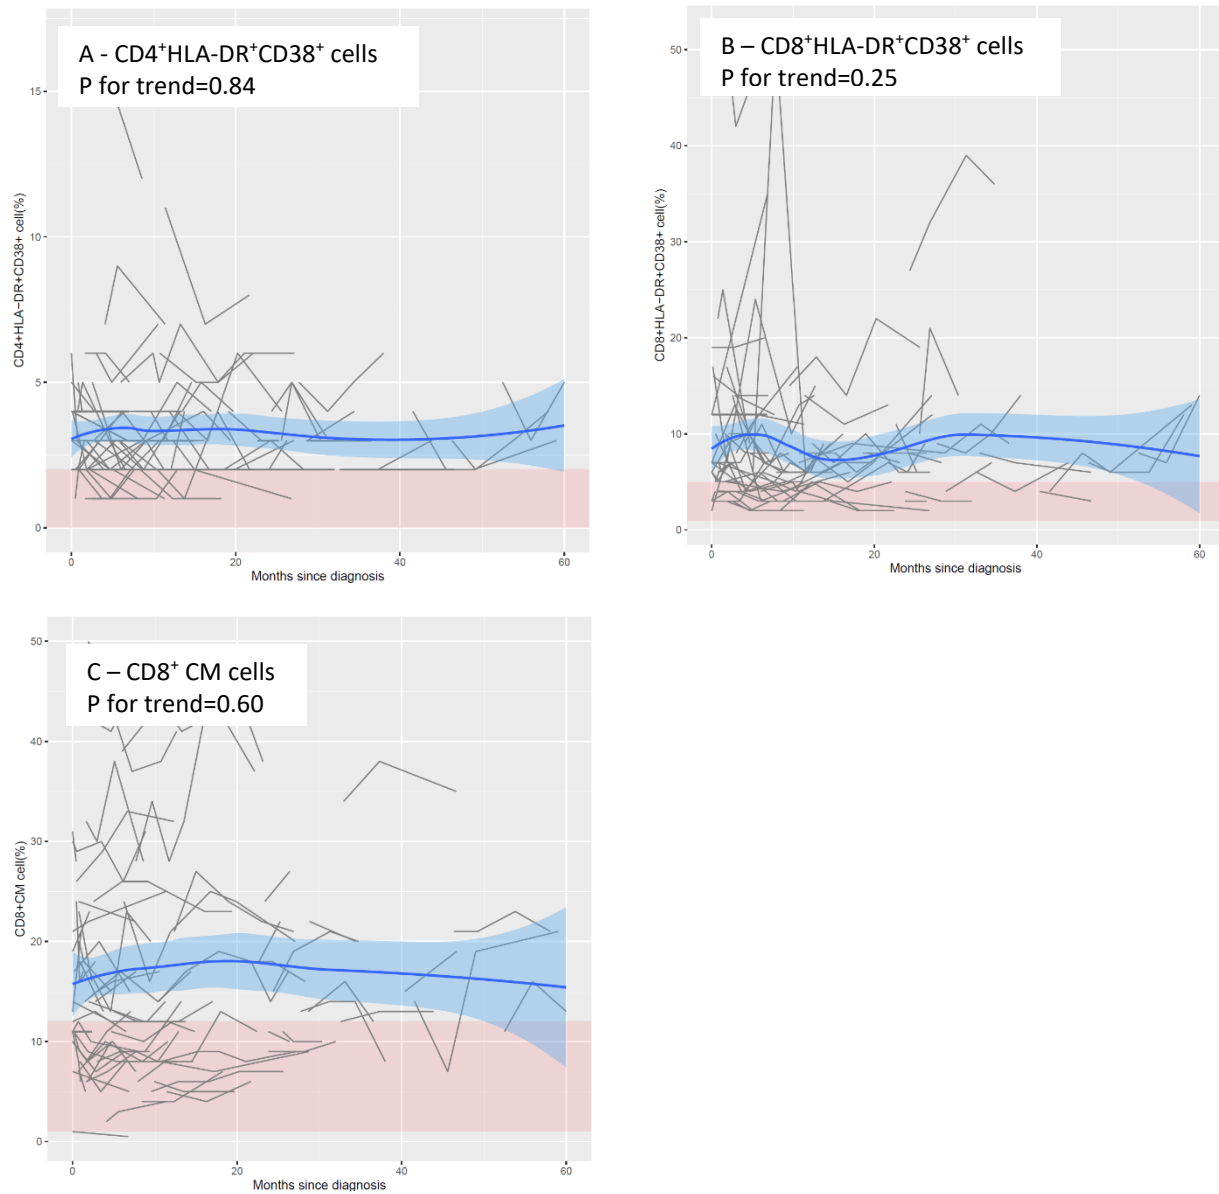 A - CD4⁺HLA-DR⁺CD38⁺ cells
P for trend=0.84
15
10
5
0
CD4+HLA−DR+CD38+ cell(%)
0 20 40 60
Months since diagnosis
B – CD8⁺HLA-DR⁺CD38⁺ cells
P for trend=0.25
50
40
30
20
10
0
CD8+HLA−DR+CD38+ cell(%)
0 20 40 60
Months since diagnosis
C – CD8⁺ CM cells
P for trend=0.60
50
40
30
20
10
0
CD8+CM cell(%)
0 20 40 60
Months since diagnosis